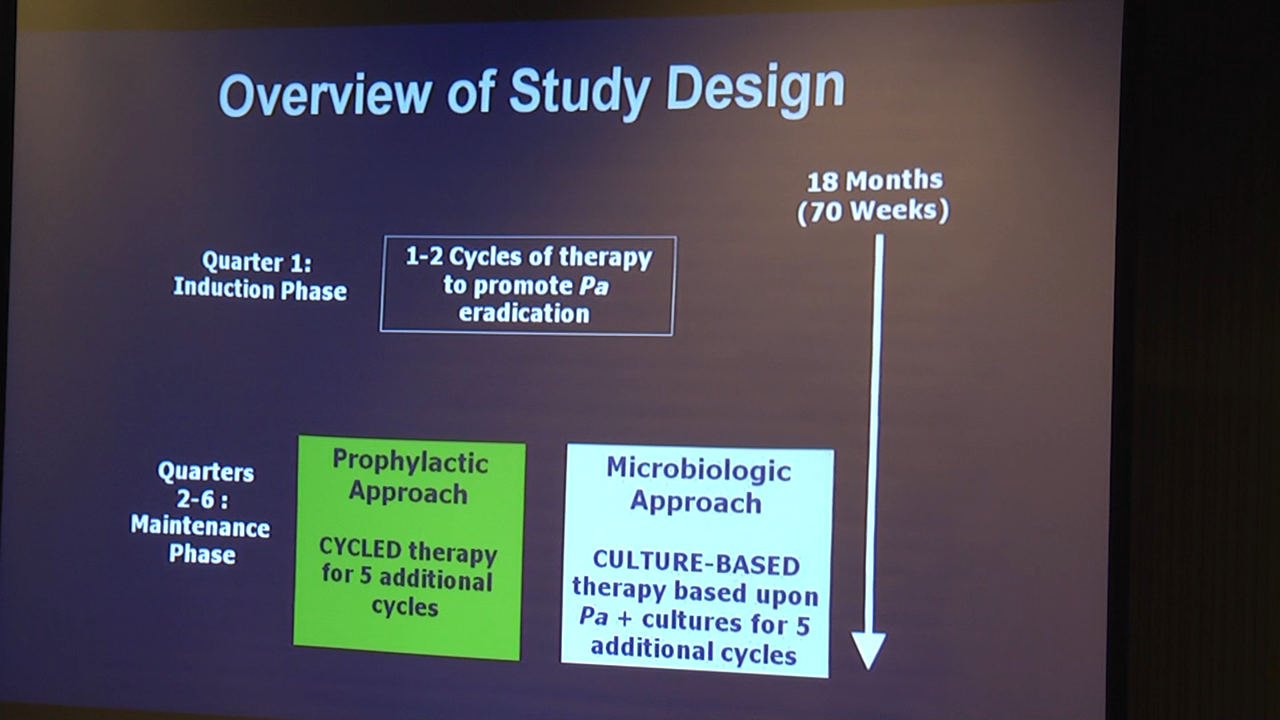 Overview of Study Design
18 Months
(70 Weeks)
Quarter 1:
Induction Phase
1-2 Cycles of therapy
to promote Pa
eradication
Quarters
2-6 :
Maintenance
Phase
Prophylactic
Approach
CYCLED therapy
for 5 additional
cycles
Microbiologic
Approach
CULTURE-BASED
therapy based upon
Pa + cultures for 5
additional cycles